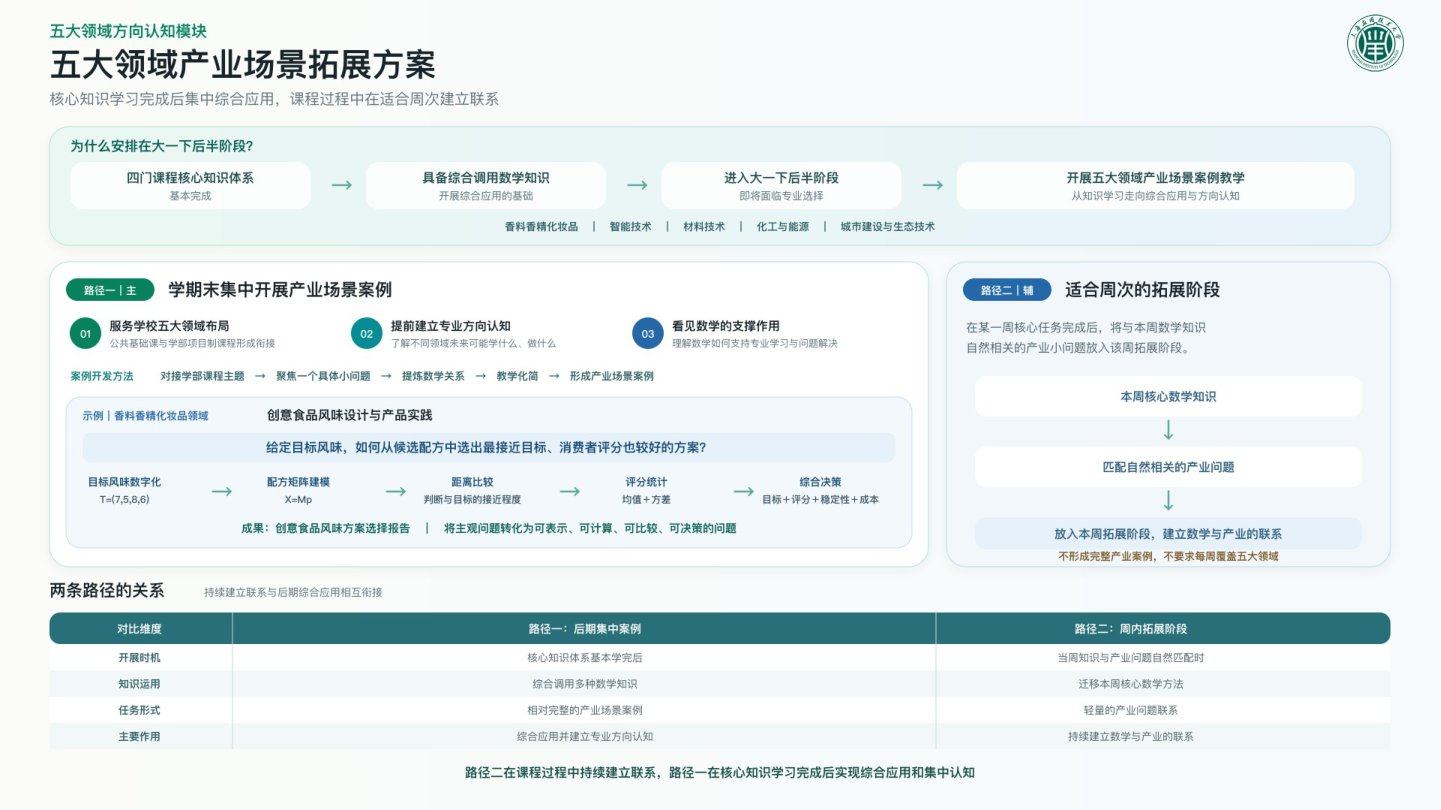 五大领域方向认知模块
五大领域产业场景拓展方案
核心知识学习完成后集中综合应用，课程过程中在适合周次建立联系
为什么安排在大一下后半阶段？
四门课程核心知识体系
基本完成
→
具备综合调用数学知识
开展综合应用的基础
→
进入大一下后半阶段
即将面临专业选择
→
开展五大领域产业场景案例教学
从知识学习走向综合应用与方向认知
香料香精化妆品 | 智能技术 | 材料技术 | 化工与能源 | 城市建设与生态技术
路径一｜主 学期末集中开展产业场景案例
01 服务学校五大领域布局
公共基础课与学部项目制课程形成衔接
02 提前建立专业方向认知
了解不同领域未来可能学什么、做什么
03 看见数学的支撑作用
理解数学如何支持专业学习与问题解决
案例开发方法 对接学部课程主题 → 聚焦一个具体小问题 → 提炼数学关系 → 教学化简 → 形成产业场景案例
示例｜香料香精化妆品领域 创意食品风味设计与产品实践
给定目标风味，如何从候选配方中选出最接近目标、消费者评分也较好的方案？
目标风味数字化
T=(7,5,8,6)
→
配方矩阵建模
X=Mp
→
距离比较
判断与目标的接近程度
→
评分统计
均值＋方差
→
综合决策
目标＋评分＋稳定性＋成本
成果：创意食品风味方案选择报告 | 将主观问题转化为可表示、可计算、可比较、可决策的问题
路径二｜辅 适合周次的拓展阶段
在某一周核心任务完成后，将与本周数学知识
自然相关的产业小问题放入该周拓展阶段。
本周核心数学知识
↓
匹配自然相关的产业问题
↓
放入本周拓展阶段，建立数学与产业的联系
不形成完整产业案例，不要求每周覆盖五大领域
两条路径的关系 持续建立联系与后期综合应用相互衔接
对比维度 路径一：后期集中案例 路径二：周内拓展阶段
开展时机 核心知识体系基本学完后 当周知识与产业问题自然匹配时
知识运用 综合调用多种数学知识 迁移本周核心数学方法
任务形式 相对完整的产业场景案例 轻量的产业问题联系
主要作用 综合应用并建立专业方向认知 持续建立数学与产业的联系
路径二在课程过程中持续建立联系，路径一在核心知识学习完成后实现综合应用和集中认知